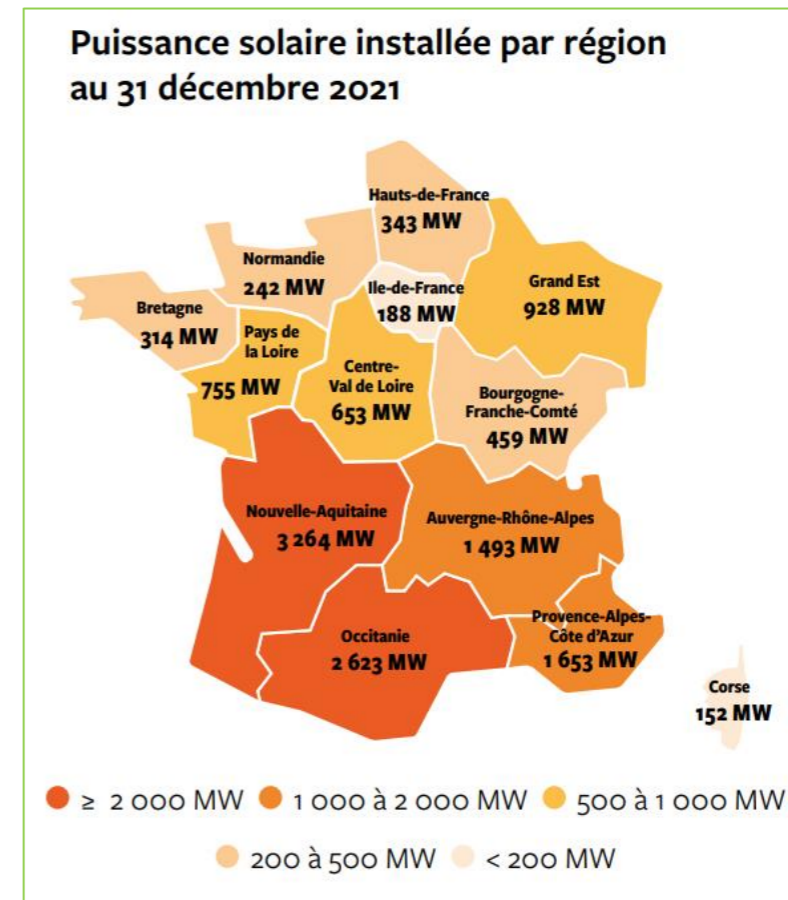 Puissance solaire installée par région
au 31 décembre 2021
Hauts-de-France
343 MW
Normandie
242 MW
Ile-de-France
188 MW
Grand Est
928 MW
Bretagne
314 MW
Pays de
la Loire
755 MW
Centre-
Val de Loire
653 MW
Bourgogne-
Franche-Comté
459 MW
Nouvelle-Aquitaine
3 264 MW
Auvergne-Rhône-Alpes
1 493 MW
Occitanie
2 623 MW
Provence-Alpes-
Côte d'Azur
1 653 MW
Corse
152 MW
≥ 2 000 MW 1 000 à 2 000 MW 500 à 1 000 MW
200 à 500 MW < 200 MW